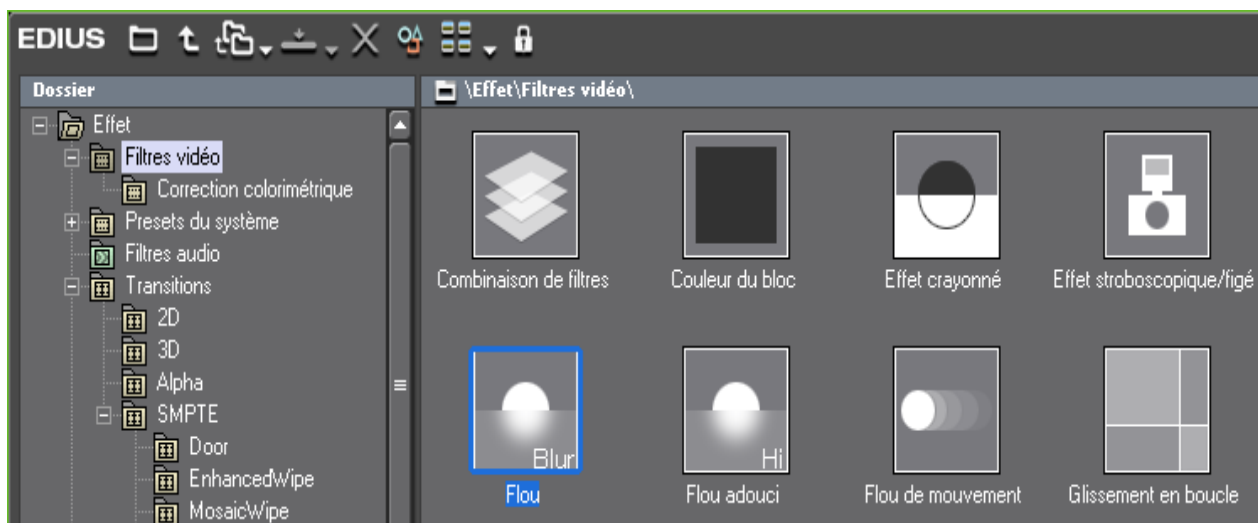 EDIUS
Dossier
\Effet\Filtres vidéo\
Effet
Filtres vidéo
Correction colorimétrique
Presets du système
Filtres audio
Transitions
2D
3D
Alpha
SMPTE
Door
EnhancedWipe
MosaicWipe
Combinaison de filtres
Couleur du bloc
Effet crayonné
Effet stroboscopique/figé
Blur
Hi
Flou
Flou adouci
Flou de mouvement
Glissement en boucle